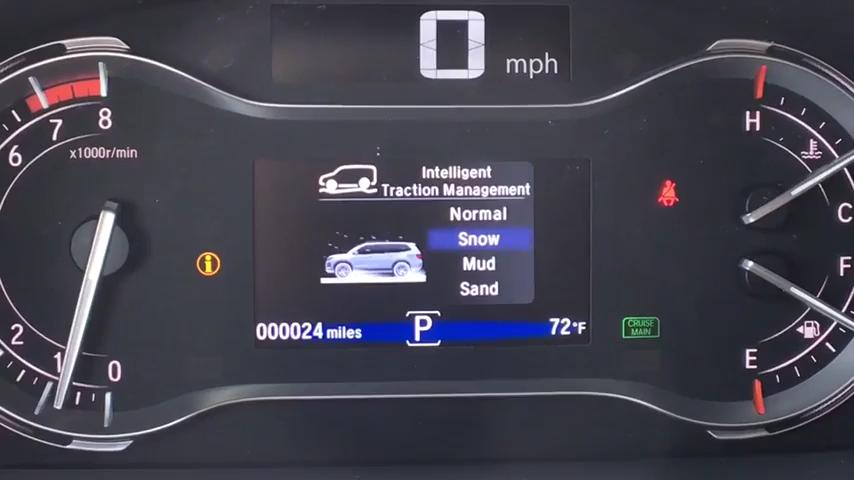 0 mph
8
7
6
x1000r/min
2
1
0
Intelligent
Traction Management
Normal
Snow
Mud
Sand
000024 miles
P
72°F
CRUISE
MAIN
H
C
F
E